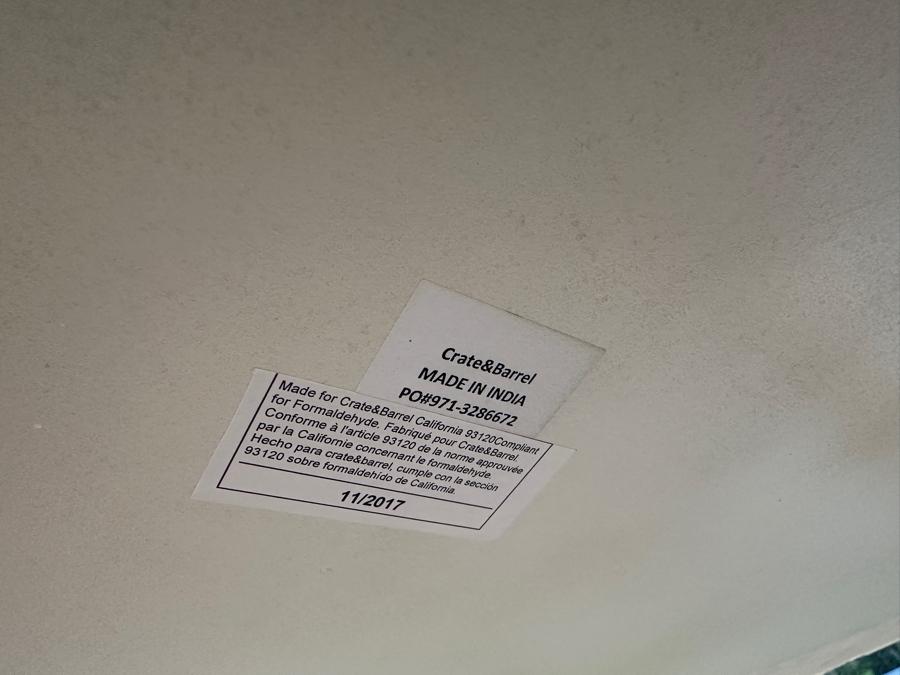 Crate&Barrel
MADE IN INDIA
PO#971-3286672
Made for Crate&Barrel California 93120Compliant
for Formaldehyde. Fabriqué pour Crate&Barrel
Conforme à l'article 93120 de la norme approuvée
par la Californie concernant le formaldehyde.
Hecho para crate&barrel, cumple con la sección
93120 sobre formaldehído de California.
11/2017